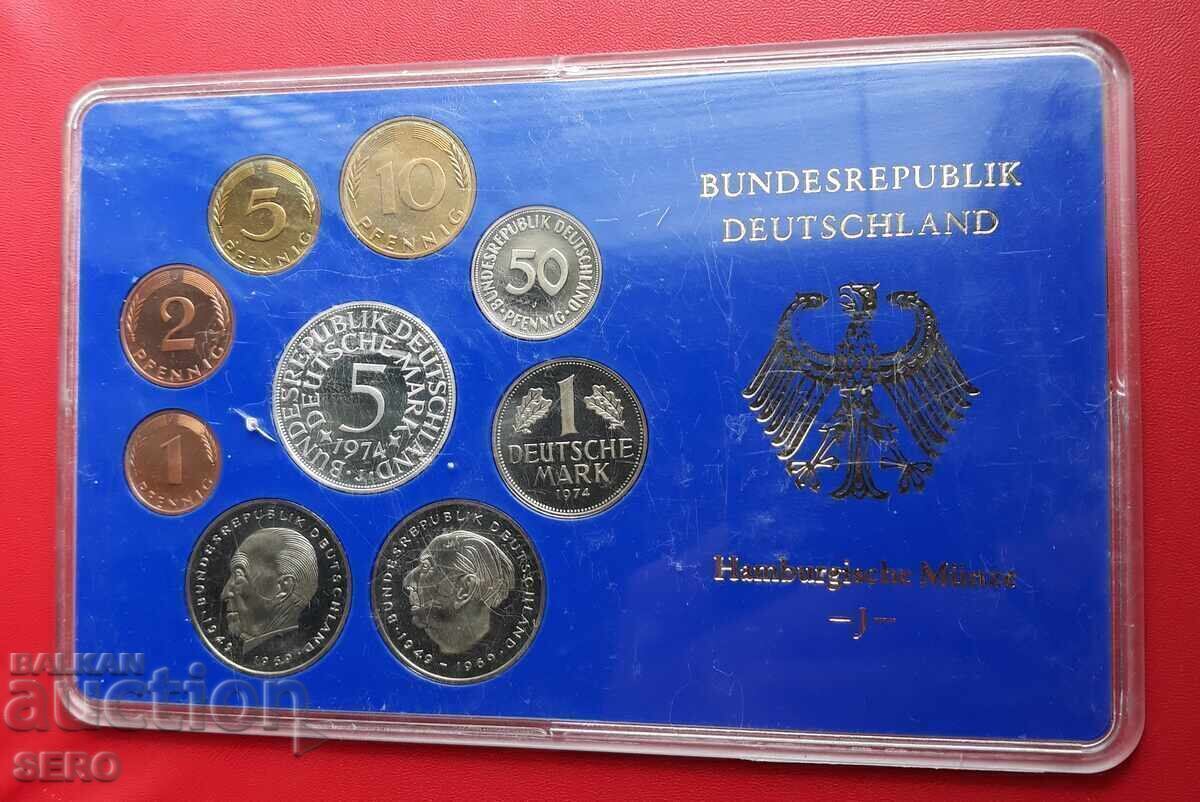 BUNDESREPUBLIK
DEUTSCHLAND
Hamburgische Münze
-J-
5
PFENNIG
10
PFENNIG
BUNDESREPUBLIK DEUTSCHLAND
50
·PFENNIG·
2
PFENNIG
BUNDESREPUBLIK DEUTSCHLAND
DEUTSCHE MARK
5
1974
J
1
DEUTSCHE
MARK
1974
1
PFENNIG
BUNDESREPUBLIK DEUTSCHLAND
·1949-1969·
BUNDESREPUBLIK DEUTSCHLAND
·1949-1969·
BALKAN
auction
SERO